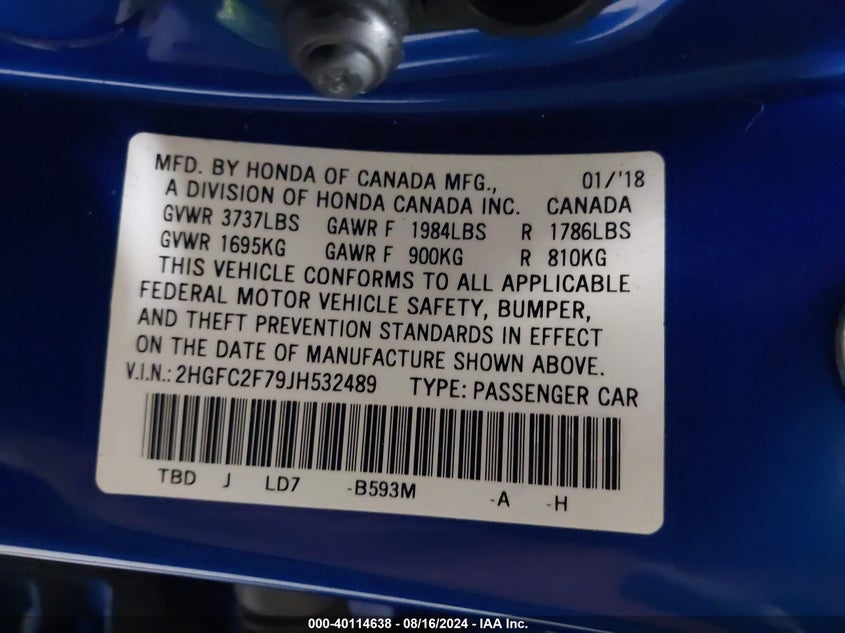 MFD. BY HONDA OF CANADA MFG., 01/'18
A DIVISION OF HONDA CANADA INC. CANADA
GVWR 3737LBS GAWR F 1984LBS R 1786LBS
GVWR 1695KG GAWR F 900KG R 810KG
THIS VEHICLE CONFORMS TO ALL APPLICABLE
FEDERAL MOTOR VEHICLE SAFETY, BUMPER,
AND THEFT PREVENTION STANDARDS IN EFFECT
ON THE DATE OF MANUFACTURE SHOWN ABOVE.
V.I.N.: 2HGFC2F79JH532489 TYPE: PASSENGER CAR
TBD J LD7 -B593M -A -H
000-40114638 - 08/16/2024 - IAA Inc.